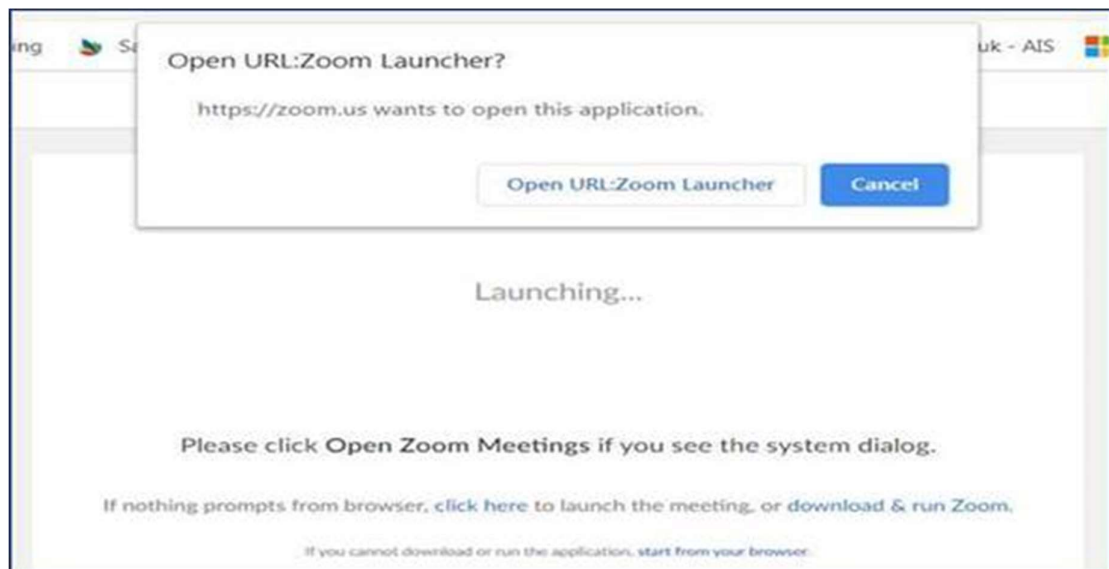 ing Sa uk - AIS
Open URL:Zoom Launcher?
https://zoom.us wants to open this application.
Open URL:Zoom Launcher Cancel
Launching...
Please click Open Zoom Meetings if you see the system dialog.
If nothing prompts from browser, click here to launch the meeting, or download & run Zoom.
If you cannot download or run the application, start from your browser.